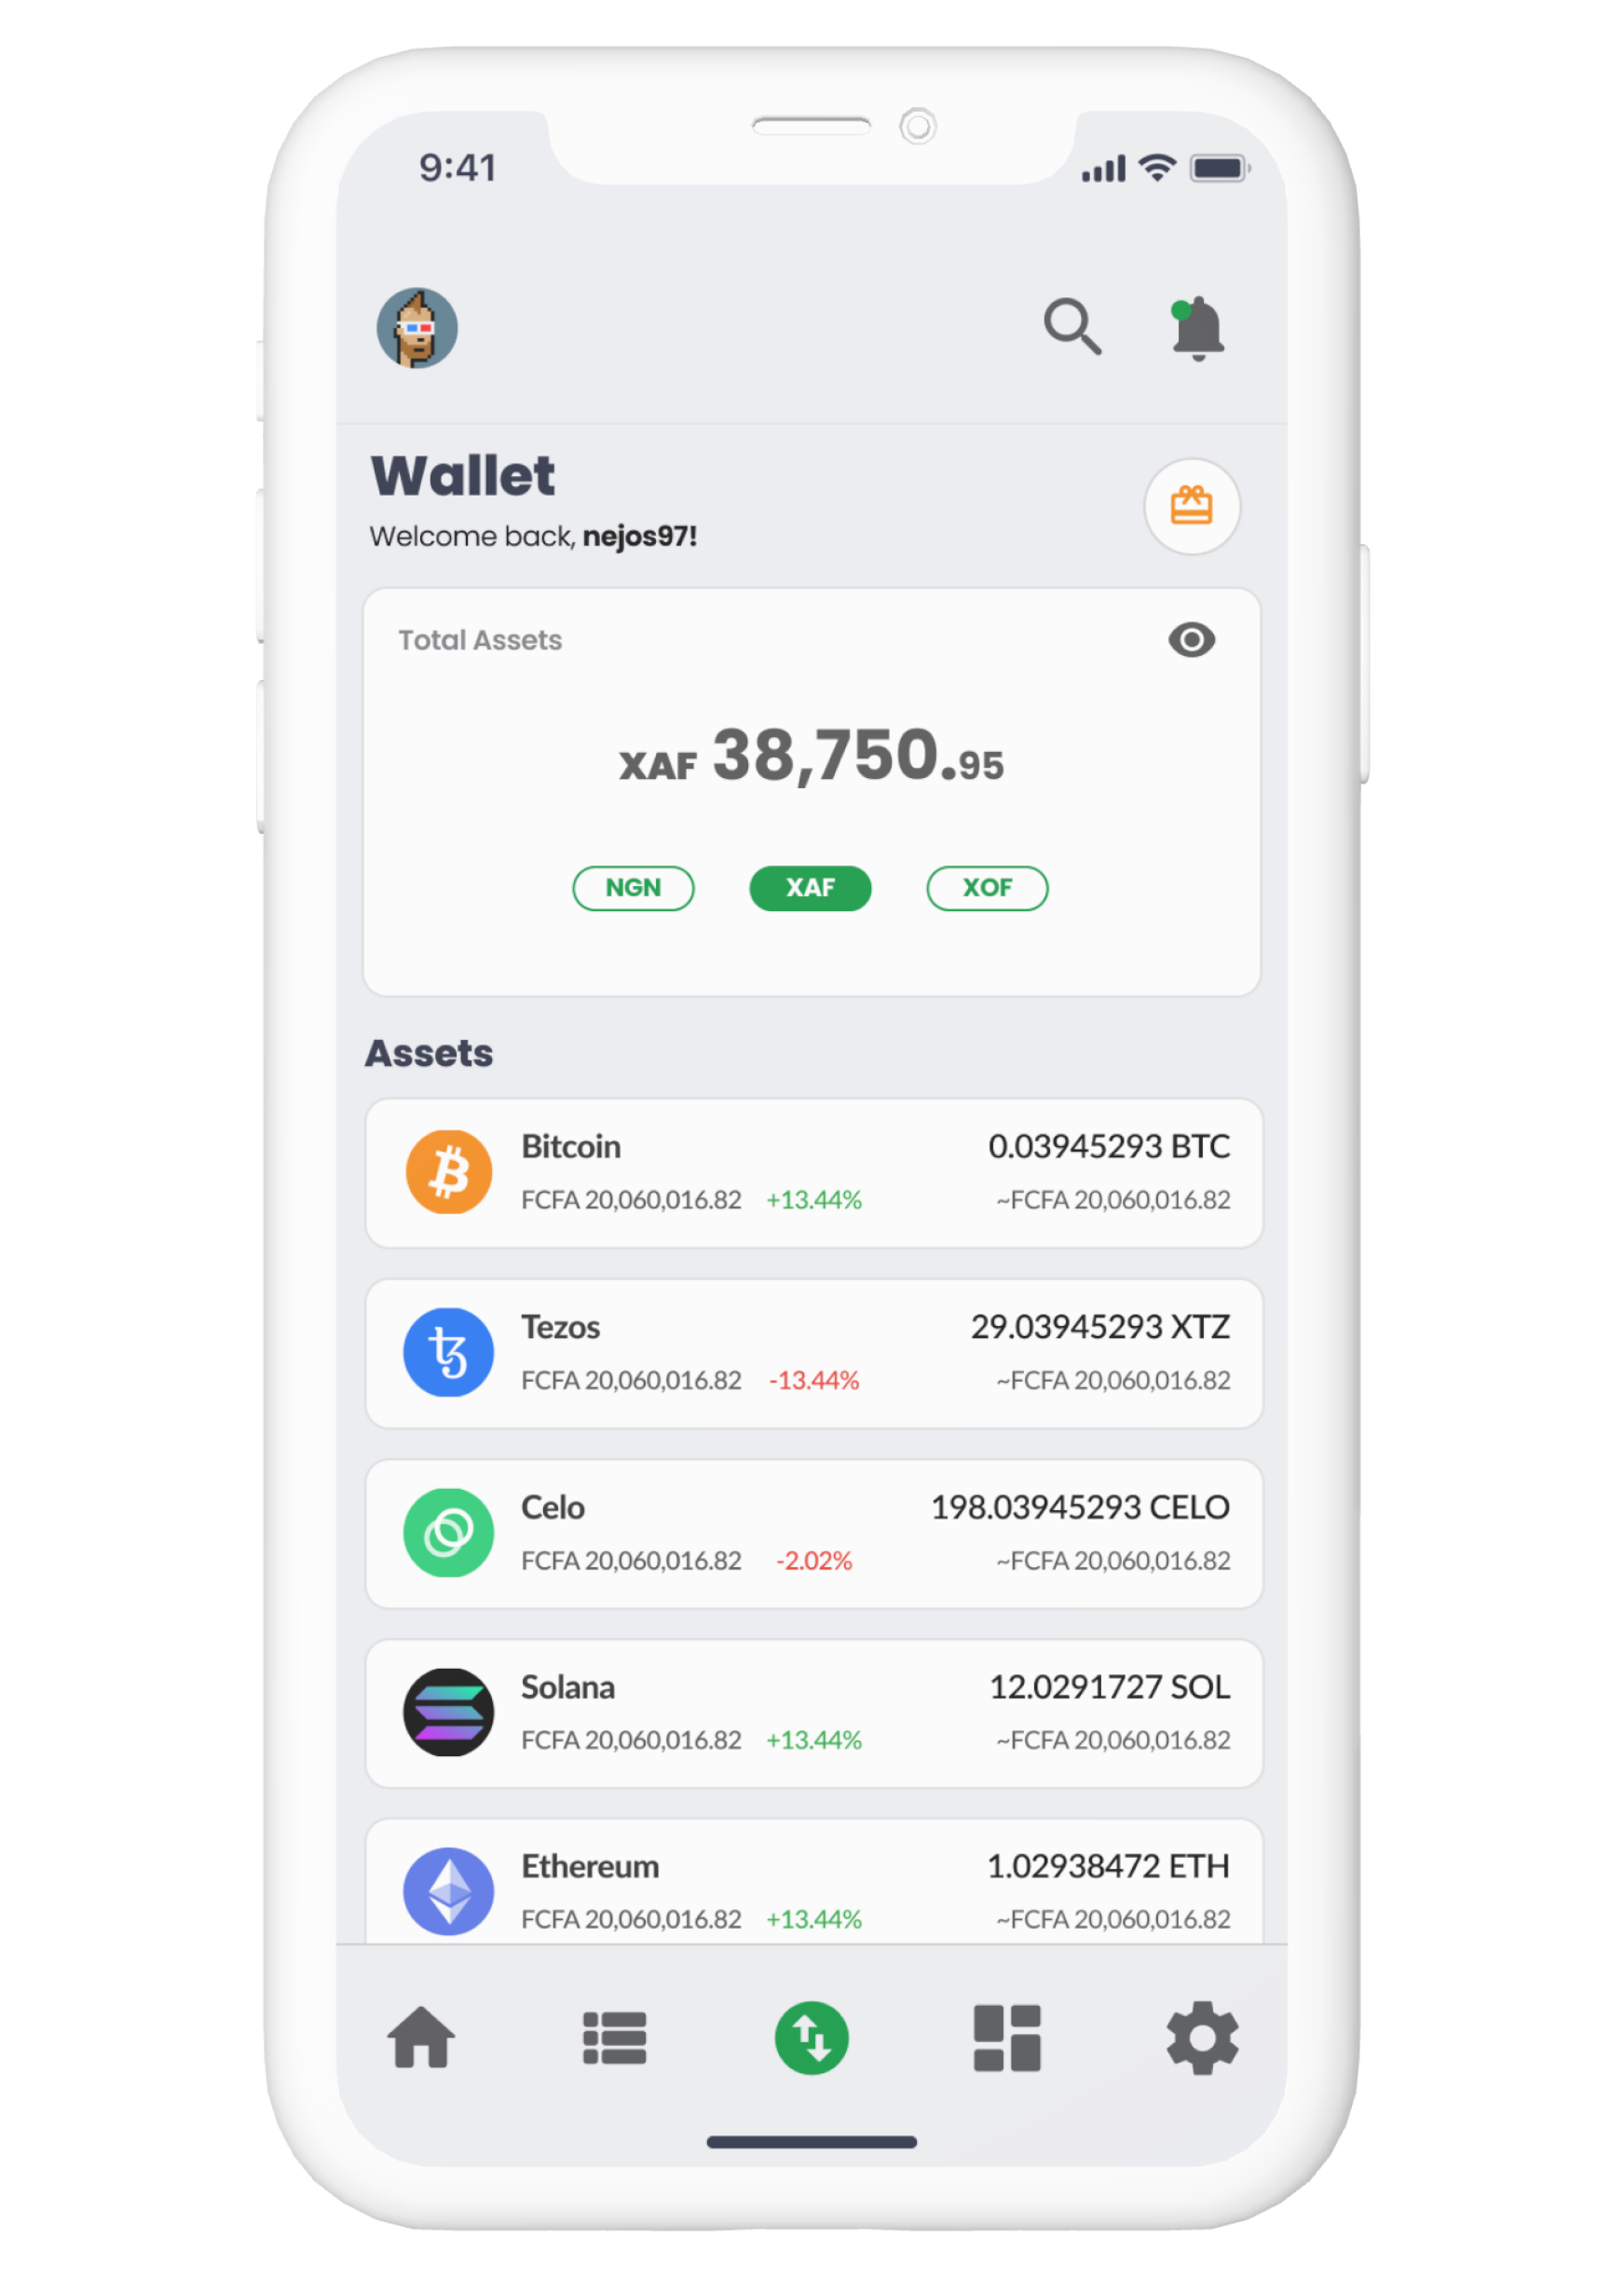 9:41
Wallet
Welcome back, nejos97!
Total Assets
XAF 38,750.95
NGN XAF XOF
Assets
Bitcoin 0.03945293 BTC
FCFA 20,060,016.82 +13.44% ~FCFA 20,060,016.82
Tezos 29.03945293 XTZ
FCFA 20,060,016.82 -13.44% ~FCFA 20,060,016.82
Celo 198.03945293 CELO
FCFA 20,060,016.82 -2.02% ~FCFA 20,060,016.82
Solana 12.0291727 SOL
FCFA 20,060,016.82 +13.44% ~FCFA 20,060,016.82
Ethereum 1.02938472 ETH
FCFA 20,060,016.82 +13.44% ~FCFA 20,060,016.82